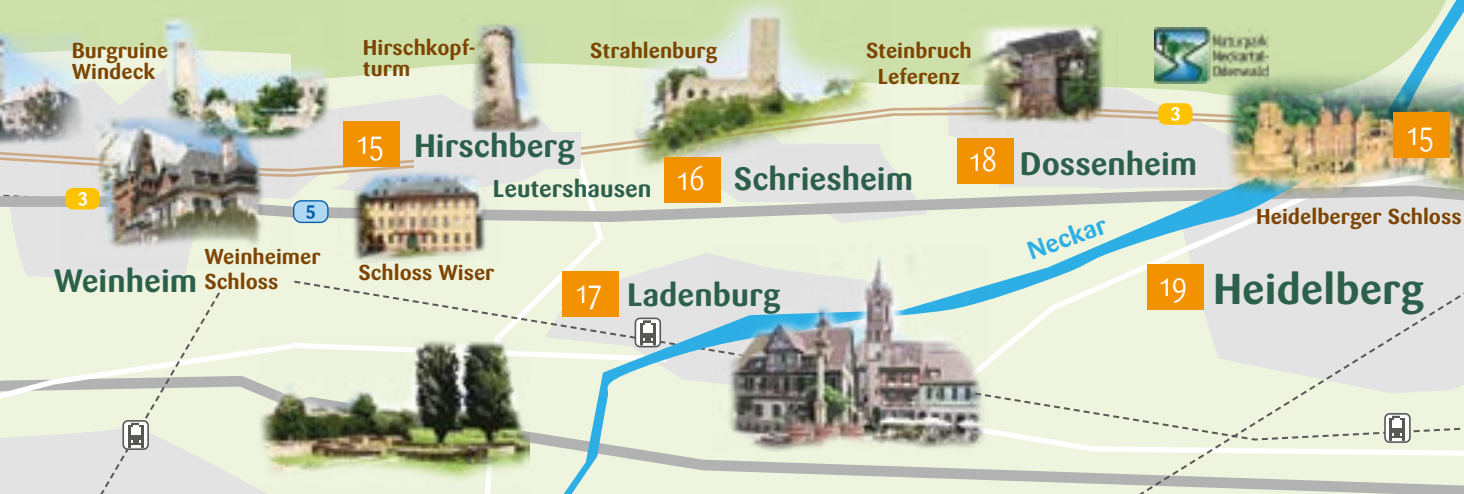 Burgruine
Windeck
Hirschkopf-
turm
Strahlenburg
Steinbruch
Leferenz
Naturpark
Neckartal-
Odenwald
3
15
15 Hirschberg
16 Schriesheim
18 Dossenheim
Leutershausen
3
5
Heidelberger Schloss
Neckar
Weinheim
Weinheimer
Schloss
Schloss Wiser
17 Ladenburg
19 Heidelberg